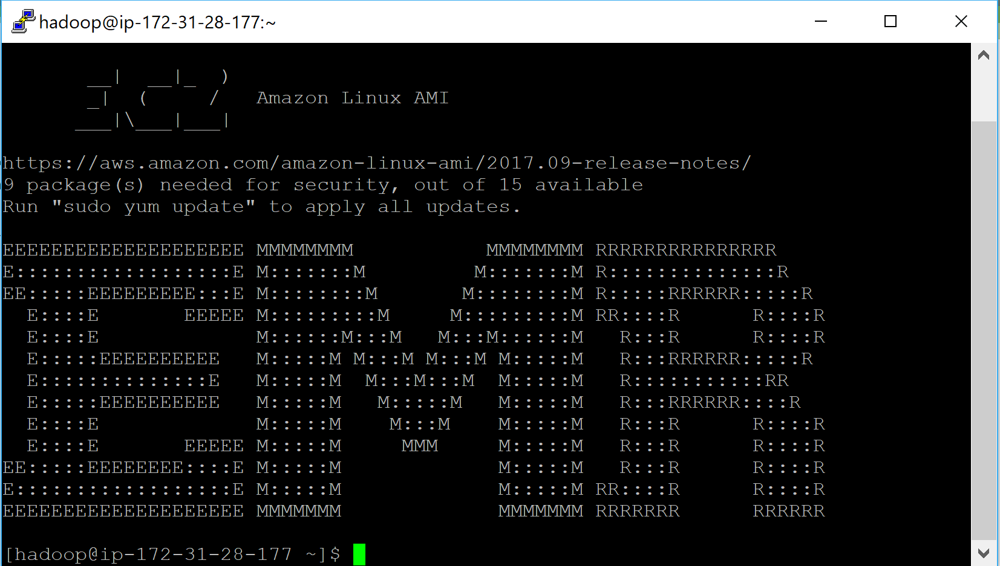 hadoop@ip-172-31-28-177:~
       __|  __|_  )
       _|  (     /   Amazon Linux AMI
      ___|\___|___|
https://aws.amazon.com/amazon-linux-ami/2017.09-release-notes/
9 package(s) needed for security, out of 15 available
Run "sudo yum update" to apply all updates.
EEEEEEEEEEEEEEEEEEEE MMMMMMMM           MMMMMMMM RRRRRRRRRRRRRRR
E::::::::::::::::::E M:::::::M         M:::::::M R::::::::::::::R
EE:::::EEEEEEEEE:::E M::::::::M       M::::::::M R:::::RRRRRR:::::R
  E::::E       EEEEE M:::::::::M     M:::::::::M RR::::R      R::::R
  E::::E             M::::::M:::M   M:::M::::::M   R:::R      R::::R
  E:::::EEEEEEEEEE   M:::::M M:::M M:::M M:::::M   R:::RRRRRR:::::R
  E::::::::::::::E   M:::::M  M:::M:::M  M:::::M   R:::::::::::RR
  E:::::EEEEEEEEEE   M:::::M   M:::::M   M:::::M   R:::RRRRRR::::R
  E::::E             M:::::M    M:::M    M:::::M   R:::R      R::::R
  E::::E       EEEEE M:::::M     MMM     M:::::M   R:::R      R::::R
EE:::::EEEEEEEE::::E M:::::M             M:::::M   R:::R      R::::R
E::::::::::::::::::E M:::::M             M:::::M RR::::R      R::::R
EEEEEEEEEEEEEEEEEEEE MMMMMMM             MMMMMMM RRRRRRR      RRRRRR
[hadoop@ip-172-31-28-177 ~]$